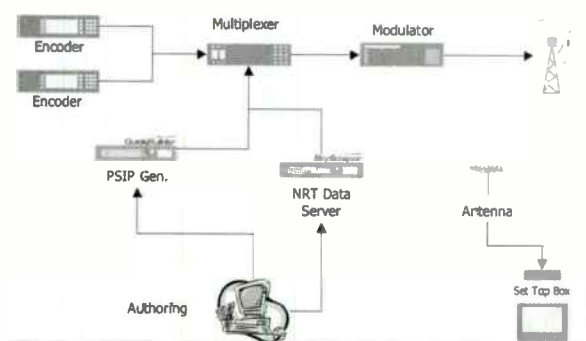 Multiplexer
Modulator
Encoder
Encoder
PSIP Gen.
NRT Data
Server
Antenna
Set Top Box
Authoring